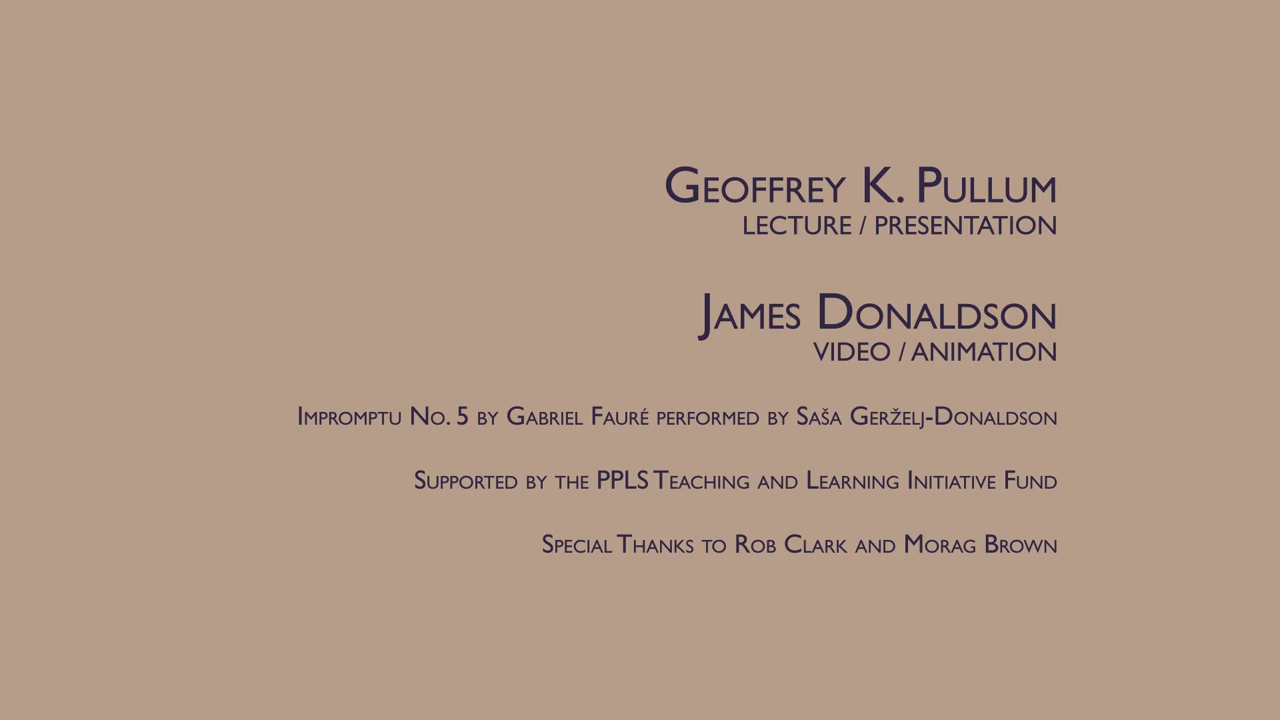 Geoffrey K. Pullum
LECTURE / PRESENTATION
James Donaldson
VIDEO / ANIMATION
Impromptu No. 5 by Gabriel Fauré performed by Saša Gerželj-Donaldson
Supported by the PPLS Teaching and Learning Initiative Fund
Special Thanks to Rob Clark and Morag Brown